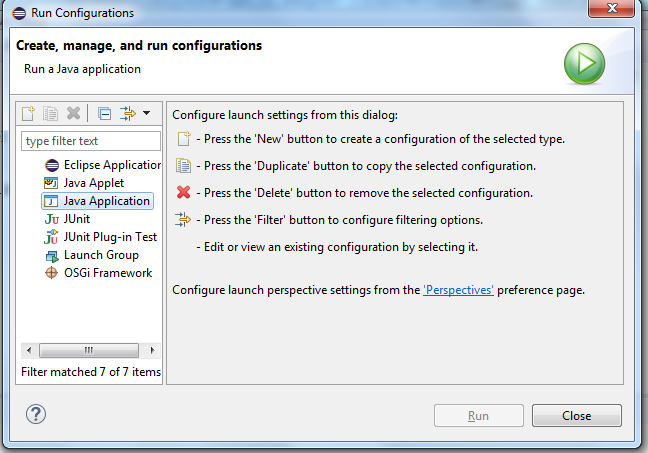 Run Configurations
Create, manage, and run configurations
Run a Java application
type filter text
Eclipse Application
Java Applet
Java Application
JUnit
JUnit Plug-in Test
Launch Group
OSGi Framework
Filter matched 7 of 7 items
Configure launch settings from this dialog:
- Press the 'New' button to create a configuration of the selected type.
- Press the 'Duplicate' button to copy the selected configuration.
- Press the 'Delete' button to remove the selected configuration.
- Press the 'Filter' button to configure filtering options.
- Edit or view an existing configuration by selecting it.
Configure launch perspective settings from the 'Perspectives' preference page.
Run
Close